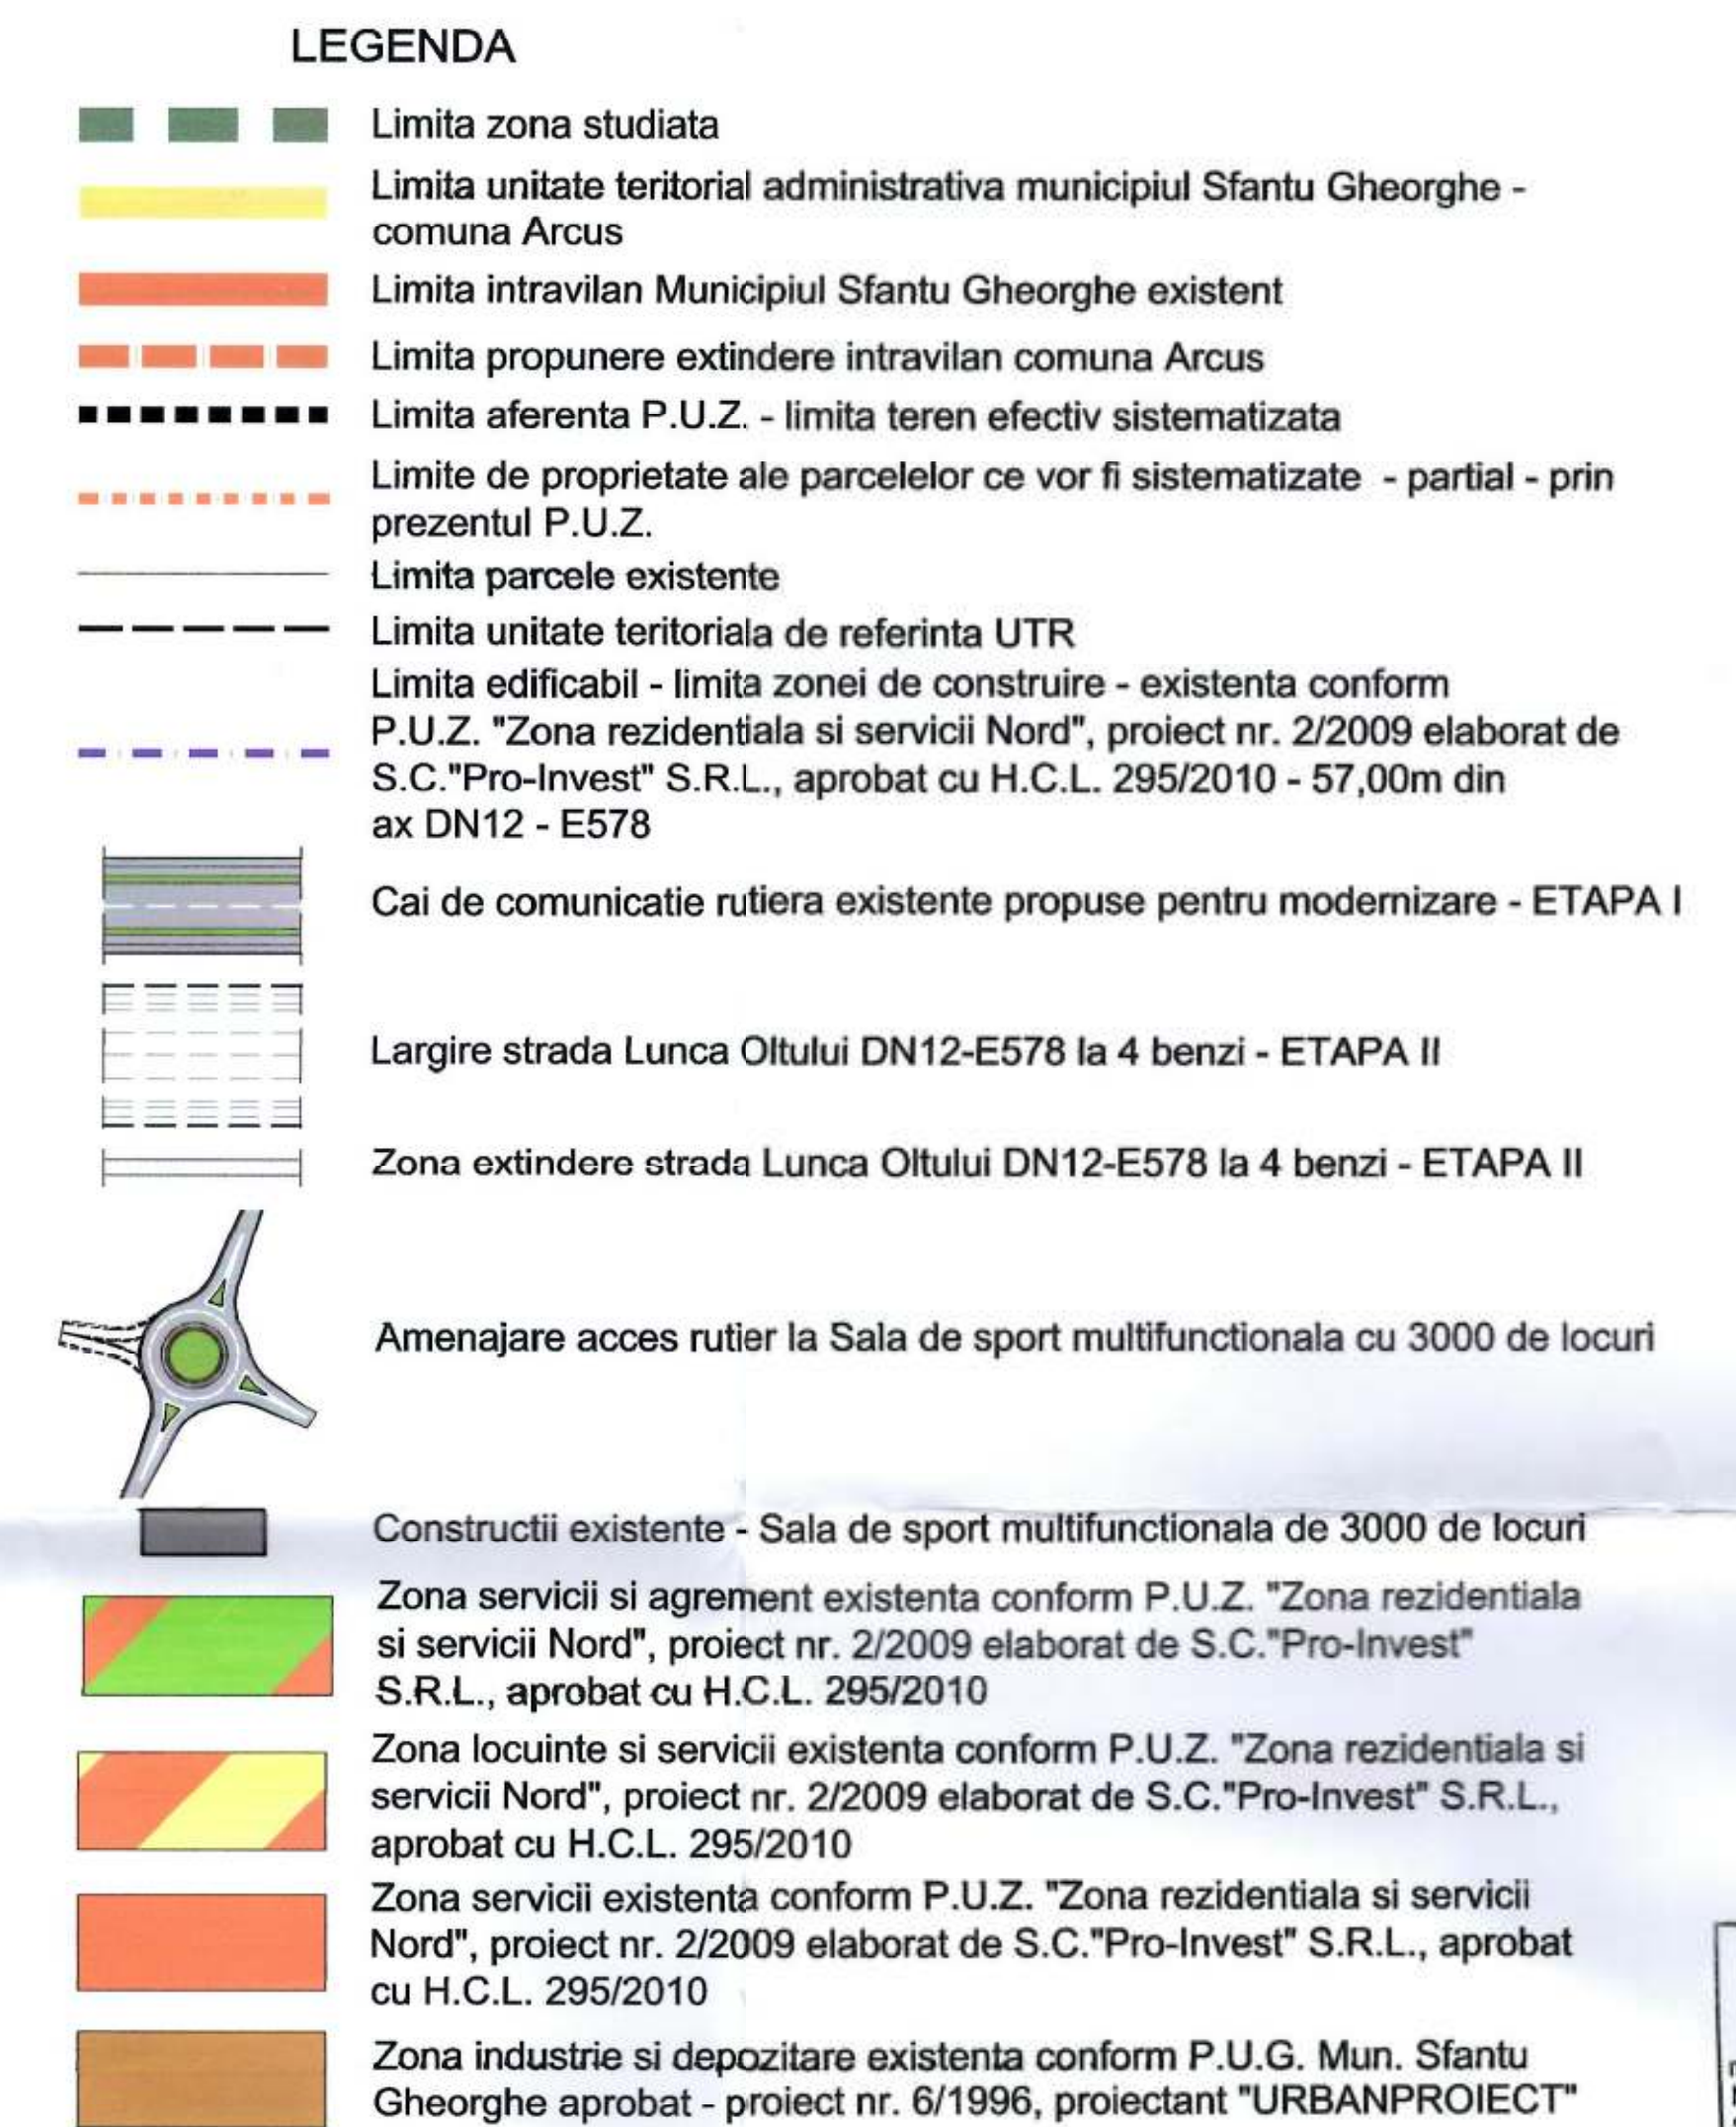 LEGENDA
Limita zona studiata
Limita unitate teritorial administrativa municipiul Sfantu Gheorghe -
comuna Arcus
Limita intravilan Municipiul Sfantu Gheorghe existent
Limita propunere extindere intravilan comuna Arcus
Limita aferenta P.U.Z. - limita teren efectiv sistematizata
Limite de proprietate ale parcelelor ce vor fi sistematizate - partial - prin
prezentul P.U.Z.
Limita parcele existente
Limita unitate teritoriala de referinta UTR
Limita edificabil - limita zonei de construire - existenta conform
P.U.Z. "Zona rezidentiala si servicii Nord", proiect nr. 2/2009 elaborat de
S.C."Pro-Invest" S.R.L., aprobat cu H.C.L. 295/2010 - 57,00m din
ax DN12 - E578
Cai de comunicatie rutiera existente propuse pentru modernizare - ETAPA I
Largire strada Lunca Oltului DN12-E578 la 4 benzi - ETAPA II
Zona extindere strada Lunca Oltului DN12-E578 la 4 benzi - ETAPA II
Amenajare acces rutier la Sala de sport multifunctionala cu 3000 de locuri
Constructii existente - Sala de sport multifunctionala de 3000 de locuri
Zona servicii si agrement existenta conform P.U.Z. "Zona rezidentiala
si servicii Nord", proiect nr. 2/2009 elaborat de S.C."Pro-Invest"
S.R.L., aprobat cu H.C.L. 295/2010
Zona locuinte si servicii existenta conform P.U.Z. "Zona rezidentiala si
servicii Nord", proiect nr. 2/2009 elaborat de S.C."Pro-Invest" S.R.L.,
aprobat cu H.C.L. 295/2010
Zona servicii existenta conform P.U.Z. "Zona rezidentiala si servicii
Nord", proiect nr. 2/2009 elaborat de S.C."Pro-Invest" S.R.L., aprobat
cu H.C.L. 295/2010
Zona industrie si depozitare existenta conform P.U.G. Mun. Sfantu
Gheorghe aprobat - proiect nr. 6/1996, proiectant "URBANPROIECT"